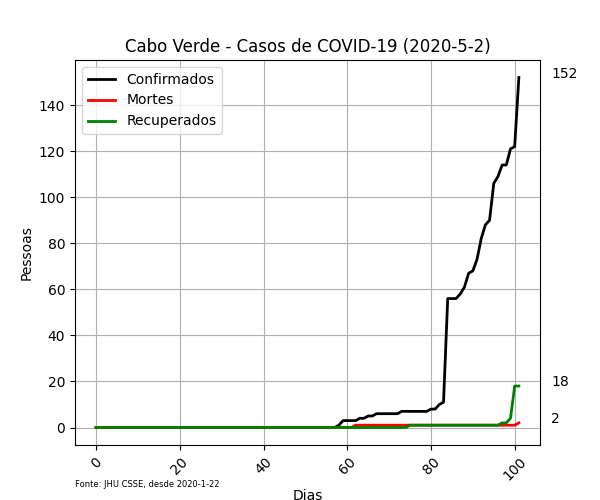 Cabo Verde - Casos de COVID-19 (2020-5-2)
Confirmados
Mortes
Recuperados
152
18
2
Pessoas
140
120
100
80
60
40
20
0
0 20 40 60 80 100
Fonte: JHU CSSE, desde 2020-1-22
Dias